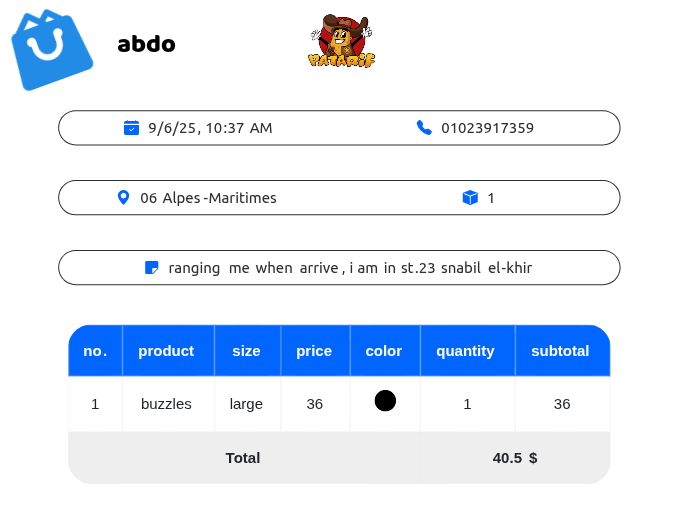 abdo
BATATIF
9/6/25, 10:37 AM 01023917359
06 Alpes-Maritimes 1
ranging me when arrive, i am in st.23 snabil el-khir
no. product size price color quantity subtotal
1 buzzles large 36 1 36
Total 40.5 $